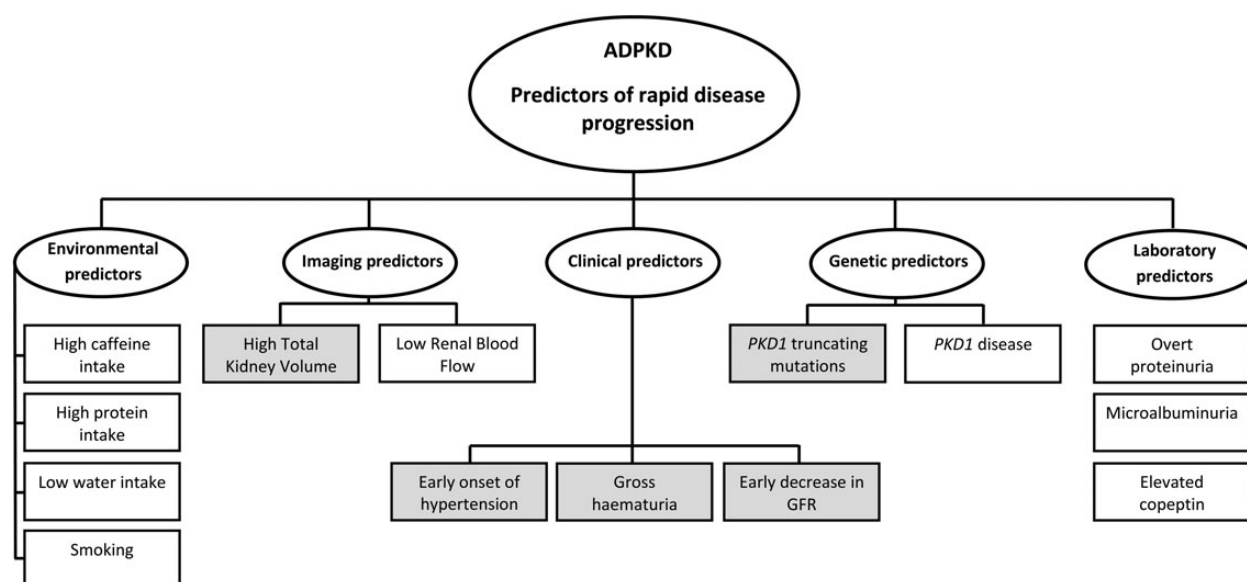 ADPKD
Predictors of rapid disease
progression
Environmental
predictors
Imaging predictors
Clinical predictors
Genetic predictors
Laboratory
predictors
High caffeine
intake
High protein
intake
Low water intake
Smoking
High Total
Kidney Volume
Low Renal Blood
Flow
Early onset of
hypertension
Gross
haematuria
Early decrease in
GFR
PKD1 truncating
mutations
PKD1 disease
Overt
proteinuria
Microalbuminuria
Elevated
copeptin